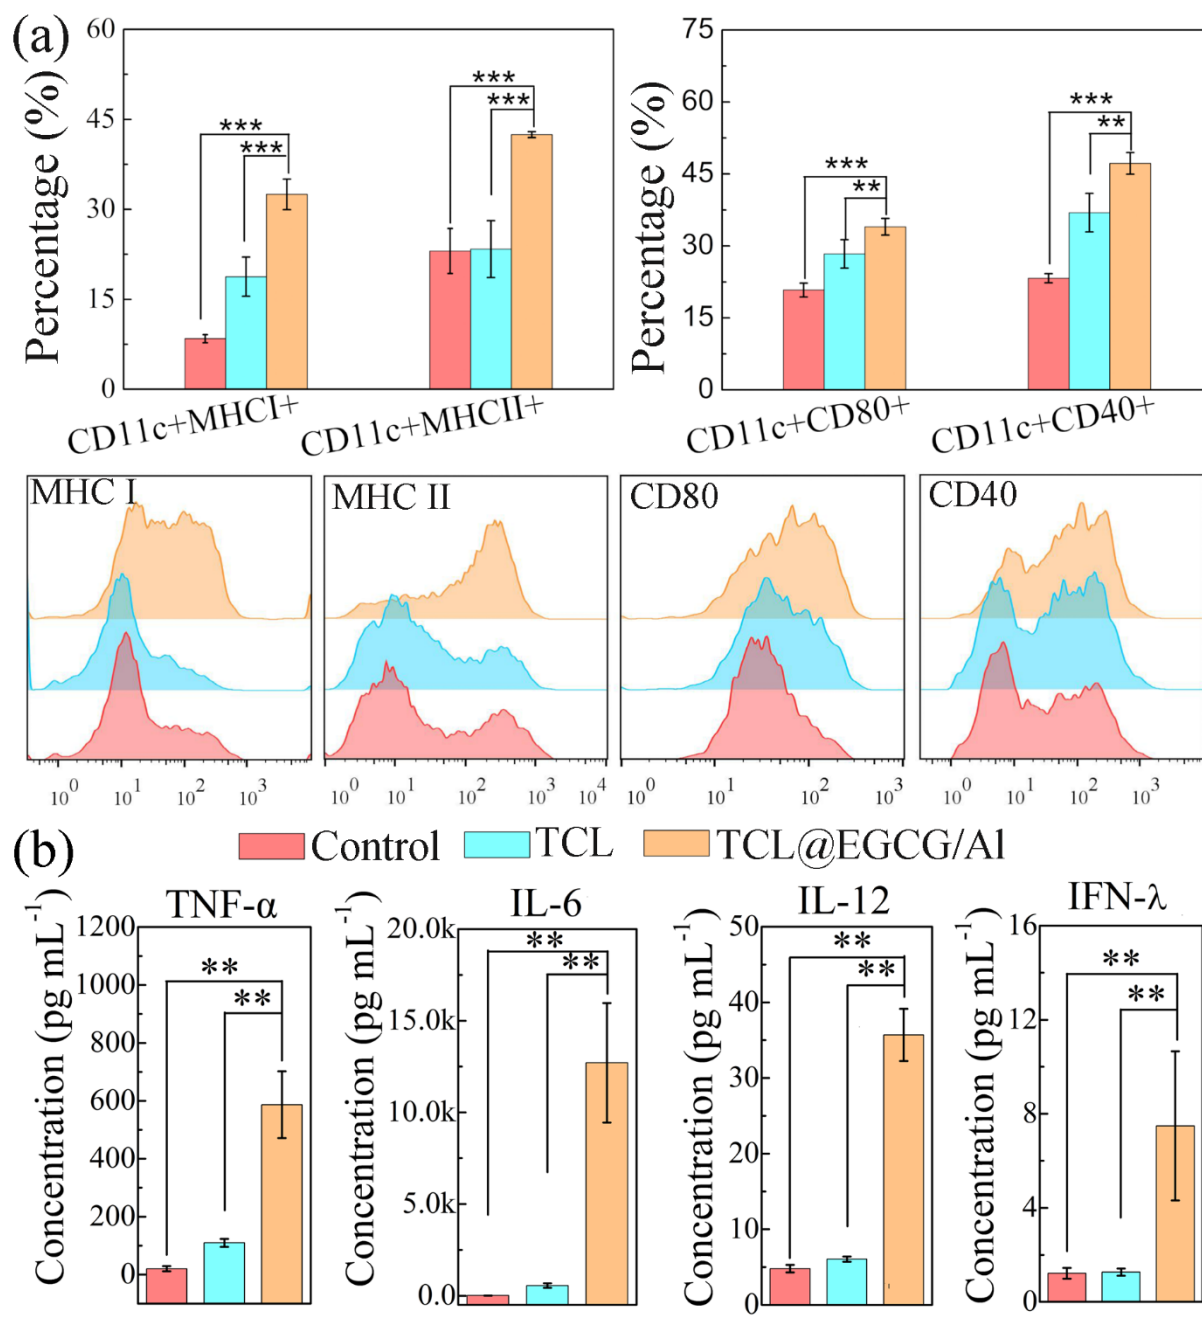 (a)
Percentage (%)
60
45
30
15
0
***
***
***
***
CD11c+MHCI+
CD11c+MHCII+
Percentage (%)
75
60
45
30
15
0
***
**
***
**
CD11c+CD80+
CD11c+CD40+
MHC I
MHC II
CD80
CD40
10^0 10^1 10^2 10^3
10^0 10^1 10^2 10^3 10^4
10^0 10^1 10^2 10^3
10^0 10^1 10^2 10^3
Control TCL TCL@EGCG/Al
(b)
TNF-α
Concentration (pg mL^-1)
1200
1000
800
600
400
200
0
**
**
IL-6
Concentration (pg mL^-1)
20.0k
15.0k
10.0k
5.0k
0.0
**
**
IL-12
Concentration (pg mL^-1)
50
40
30
20
10
0
**
**
IFN-λ
Concentration (pg mL^-1)
16
12
8
4
0
**
**